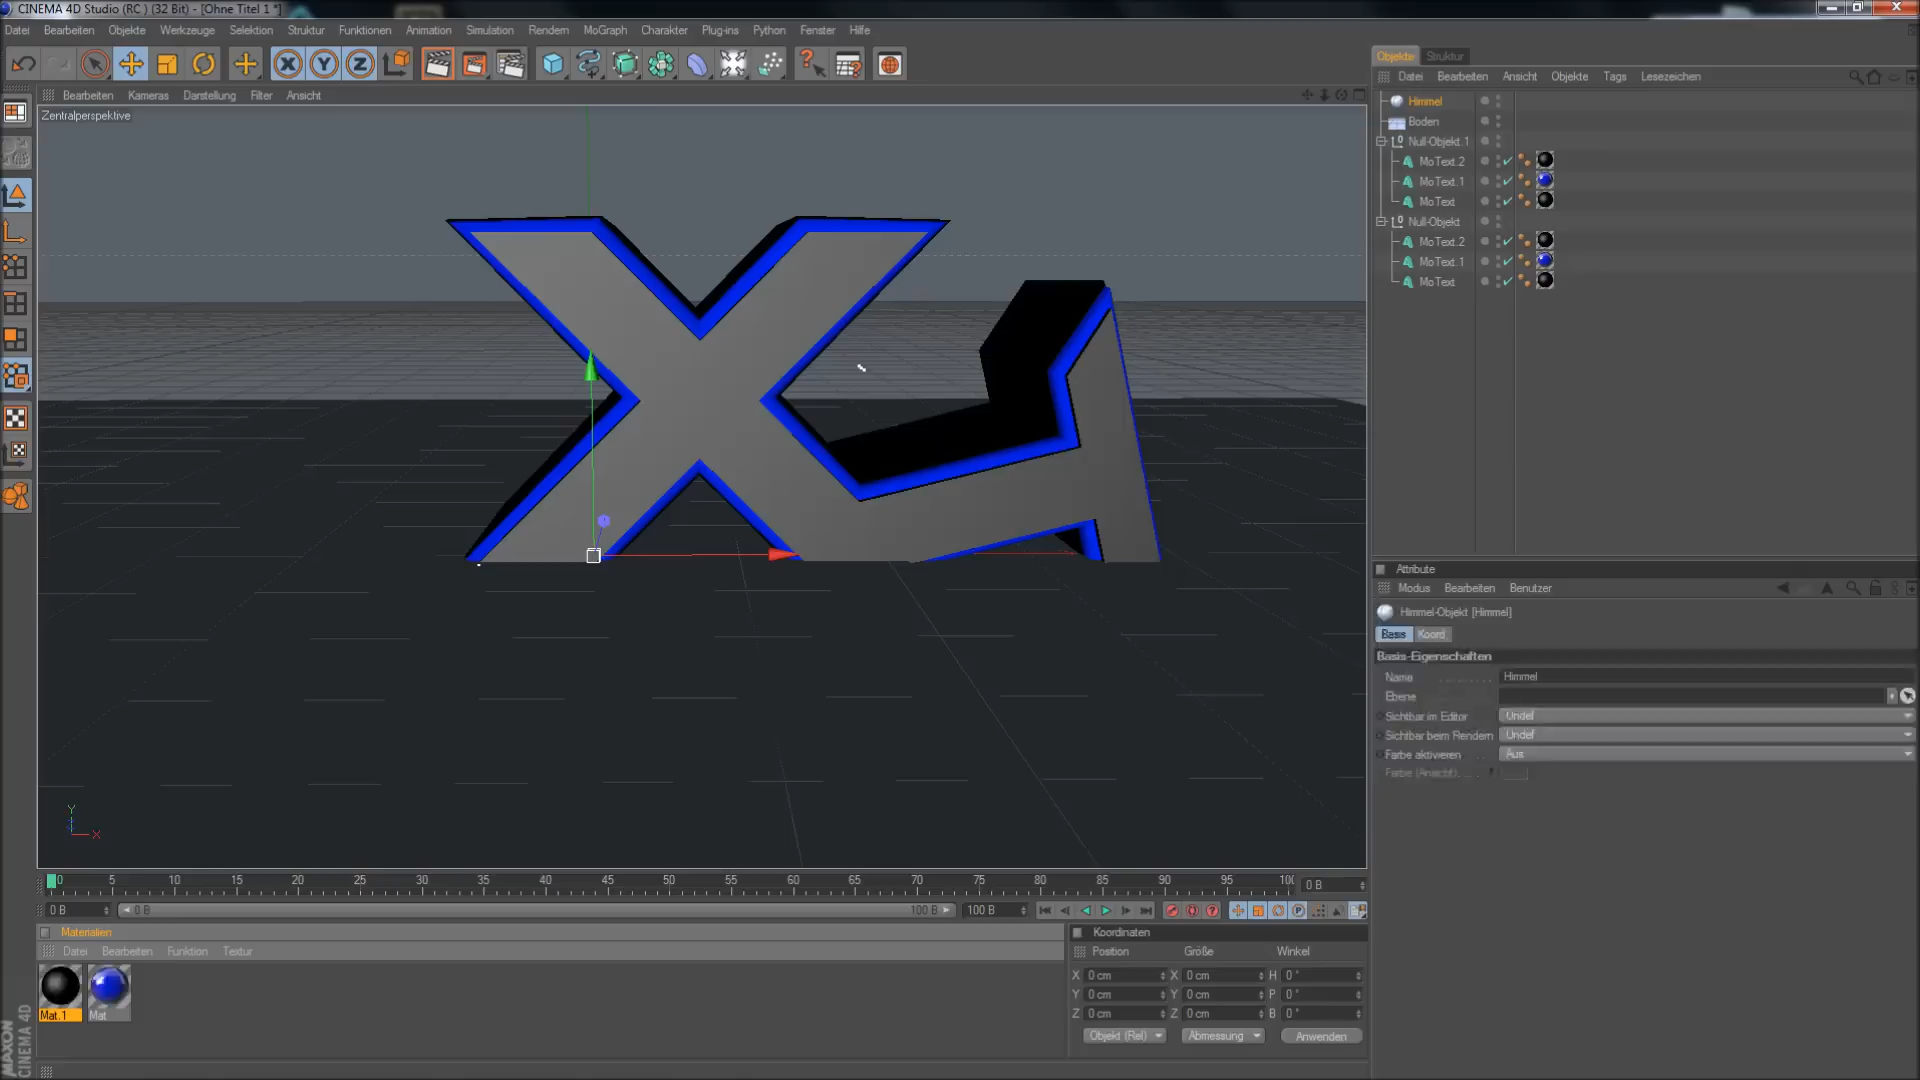 CINEMA 4D Studio (RC ) (32 Bit) - [Ohne Titel 1 *]
Datei Bearbeiten Objekte Werkzeuge Selektion Struktur Funktionen Animation Simulation Rendern MoGraph Charakter Plug-ins Python Fenster Hilfe
X Y Z
Bearbeiten Kameras Darstellung Filter Ansicht
Zentralperspektive
X
Y
X
0 5 10 15 20 25 30 35 40 45 50 55 60 65 70 75 80 85 90 95 100
0 B
0 B 0 B 100 B 100 B
Materialien
Datei Bearbeiten Funktion Textur
Mat.1 Mat
MAXON
CINEMA 4D
Koordinaten
Position Größe Winkel
X 0 cm X 0 cm H 0 °
Y 0 cm Y 0 cm P 0 °
Z 0 cm Z 0 cm B 0 °
Objekt (Rel) Abmessung Anwenden
Objekte Struktur
Datei Bearbeiten Ansicht Objekte Tags Lesezeichen
Himmel
Boden
Null-Objekt.1
MoText.2
MoText.1
MoText
Null-Objekt
MoText.2
MoText.1
MoText
Attribute
Modus Bearbeiten Benutzer
Himmel-Objekt [Himmel]
Basis Koord.
Basis-Eigenschaften
Name Himmel
Ebene
Sichtbar im Editor Undef
Sichtbar beim Rendern Undef
Farbe aktivieren Aus
Farbe (Ansicht)